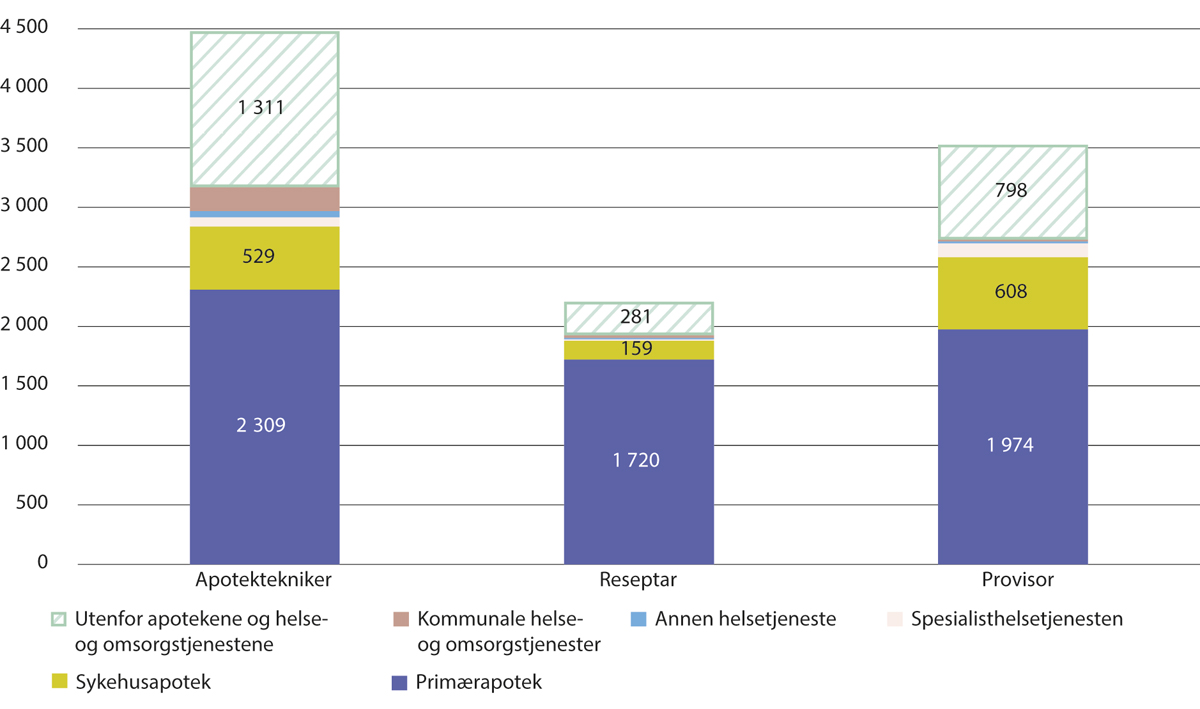 4 500
4 000
1 311
3 500
798
3 000
529
2 500
608
281
2 000
159
1 500
2 309
1 974
1 720
1 000
500
0
Apotektekniker
Reseptar
Provisor
Utenfor apotekene og helse-
og omsorgstjenestene
Kommunale helse-
og omsorgstjenester
Annen helsetjeneste
Spesialisthelsetjenesten
Sykehusapotek
Primærapotek